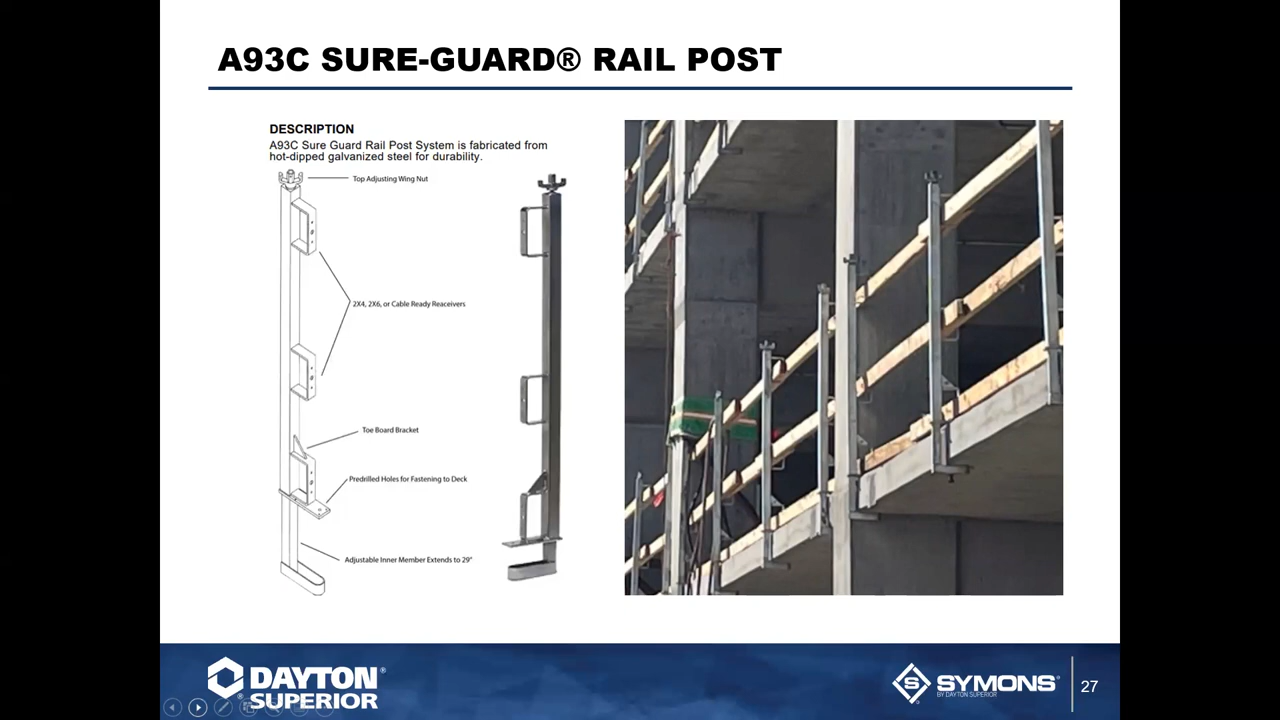 A93C SURE-GUARD® RAIL POST
DESCRIPTION
A93C Sure Guard Rail Post System is fabricated from
hot-dipped galvanized steel for durability.
Top Adjusting Wing Nut
2X4, 2X6, or Cable Ready Reaceivers
Toe Board Bracket
Predrilled Holes for Fastening to Deck
Adjustable Inner Member Extends to 29"
DAYTON®
SUPERIOR®
S SYMONS®
BY DAYTON SUPERIOR
27